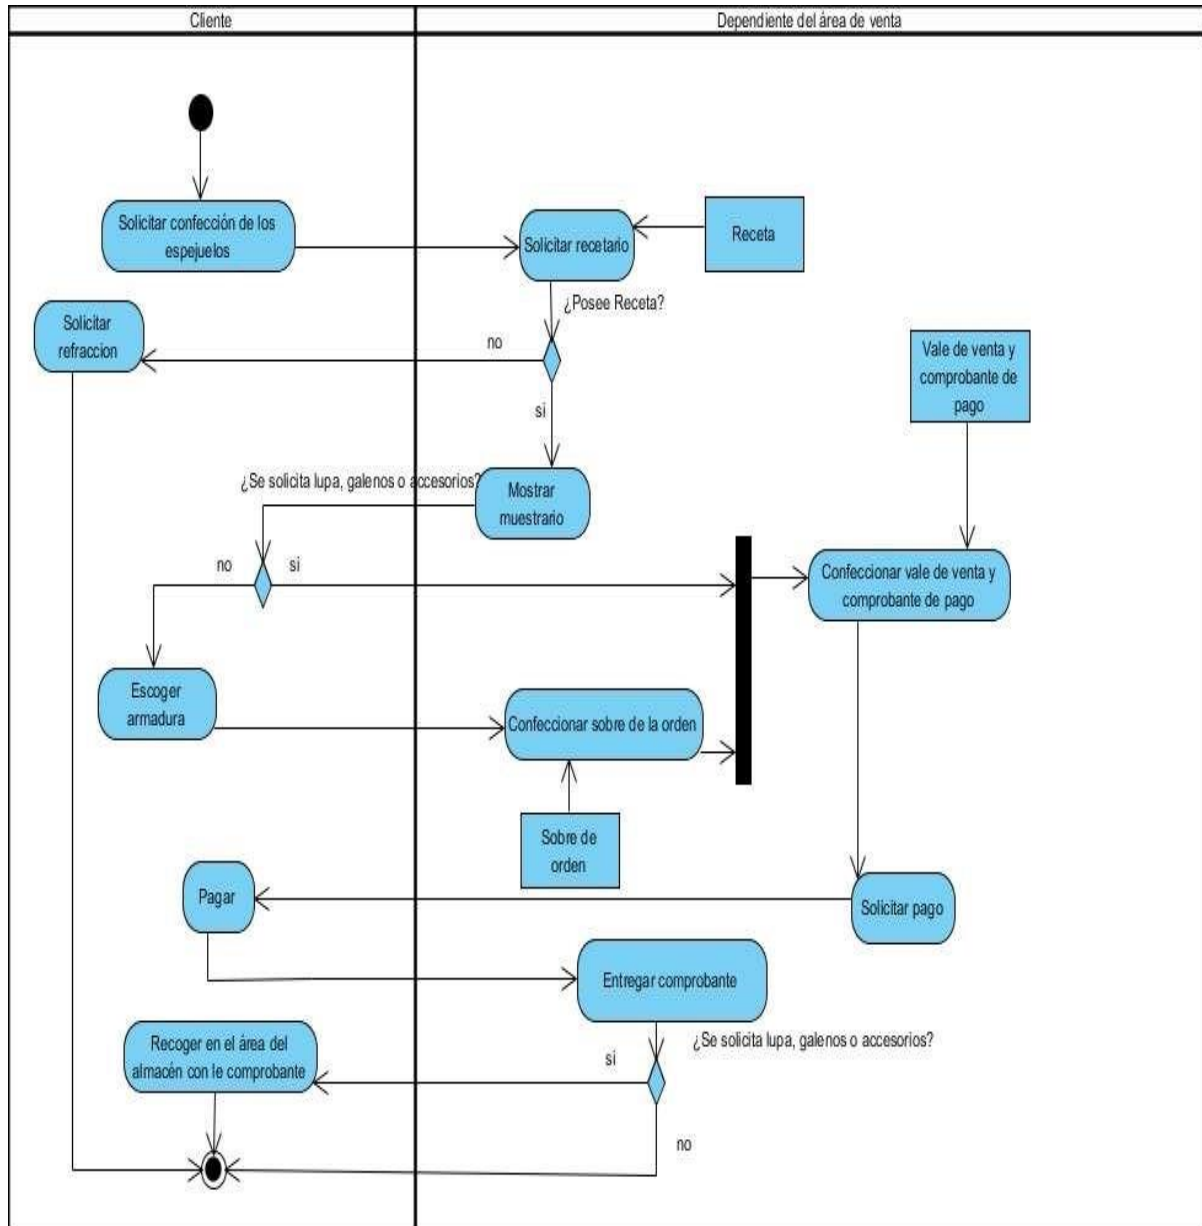 Cliente
Dependiente del área de venta
Solicitar confección de los
espejuelos
Solicitar recetario
Receta
¿Posee Receta?
Solicitar
refraccion
no
Vale de venta y
comprobante de
pago
si
¿Se solicita lupa, galenos o accesorios?
Mostrar
muestrario
no
si
Confeccionar vale de venta y
comprobante de pago
Escoger
armadura
Confeccionar sobre de la orden
Sobre de
orden
Pagar
Solicitar pago
Entregar comprobante
Recoger en el área del
almacén con le comprobante
si
¿Se solicita lupa, galenos o accesorios?
no